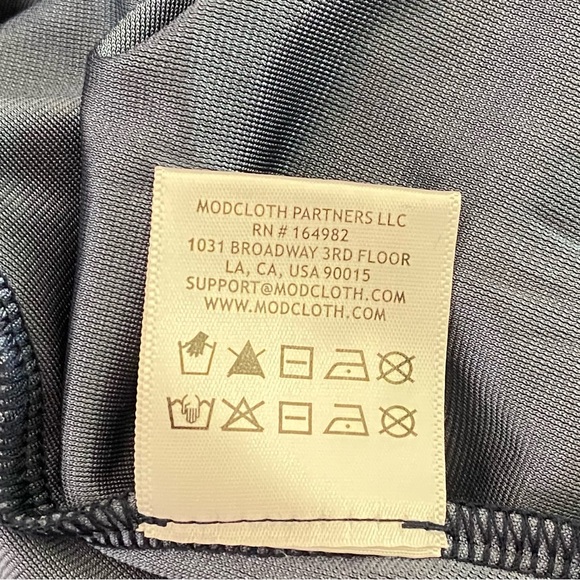 MODCLOTH PARTNERS LLC
RN # 164982
1031 BROADWAY 3RD FLOOR
LA, CA, USA 90015
SUPPORT@MODCLOTH.COM
WWW.MODCLOTH.COM